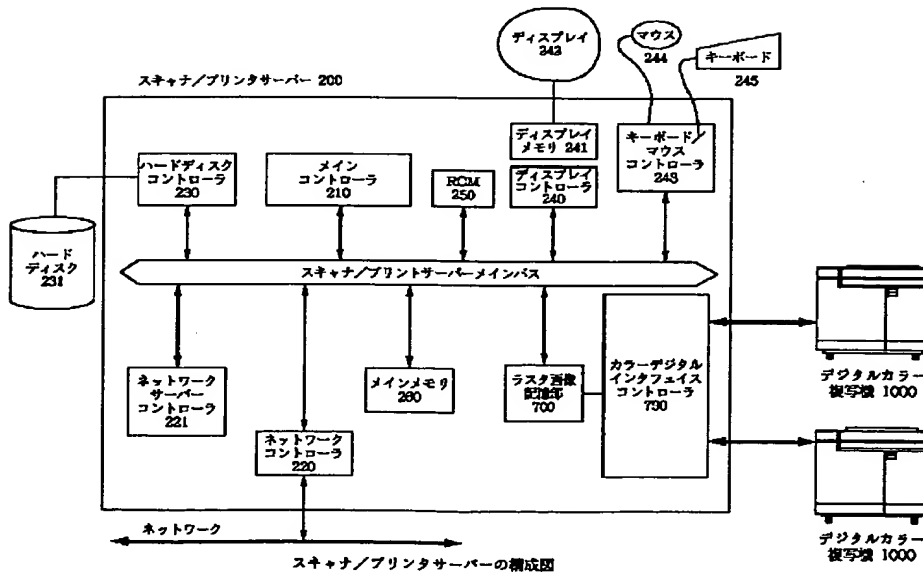 ディスプレイ
242
マウス
244
キーボード
245
スキャナ／プリンタサーバー 200
ハードディスク
コントローラ
230
メイン
コントローラ
210
ROM
250
ディスプレイ
メモリ 241
ディスプレイ
コントローラ
240
キーボード／
マウス
コントローラ
243
ハード
ディスク
231
スキャナ／プリントサーバーメインバス
ネットワーク
サーバー
コントローラ
221
メインメモリ
260
ラスタ画像
記憶部
700
カラーデジタル
インタフェイス
コントローラ
730
デジタルカラー
複写機 1000
ネットワーク
コントローラ
220
デジタルカラー
複写機 1000
ネットワーク
スキャナ／プリンタサーバーの構成図